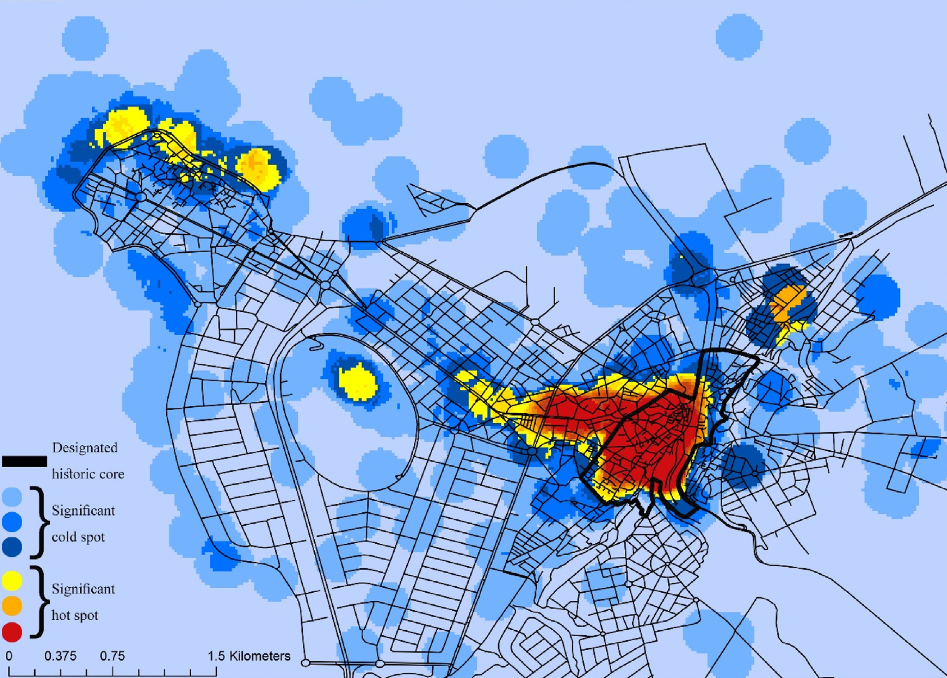 Designated
historic core
Significant
cold spot
Significant
hot spot
0 0.375 0.75 1.5 Kilometers